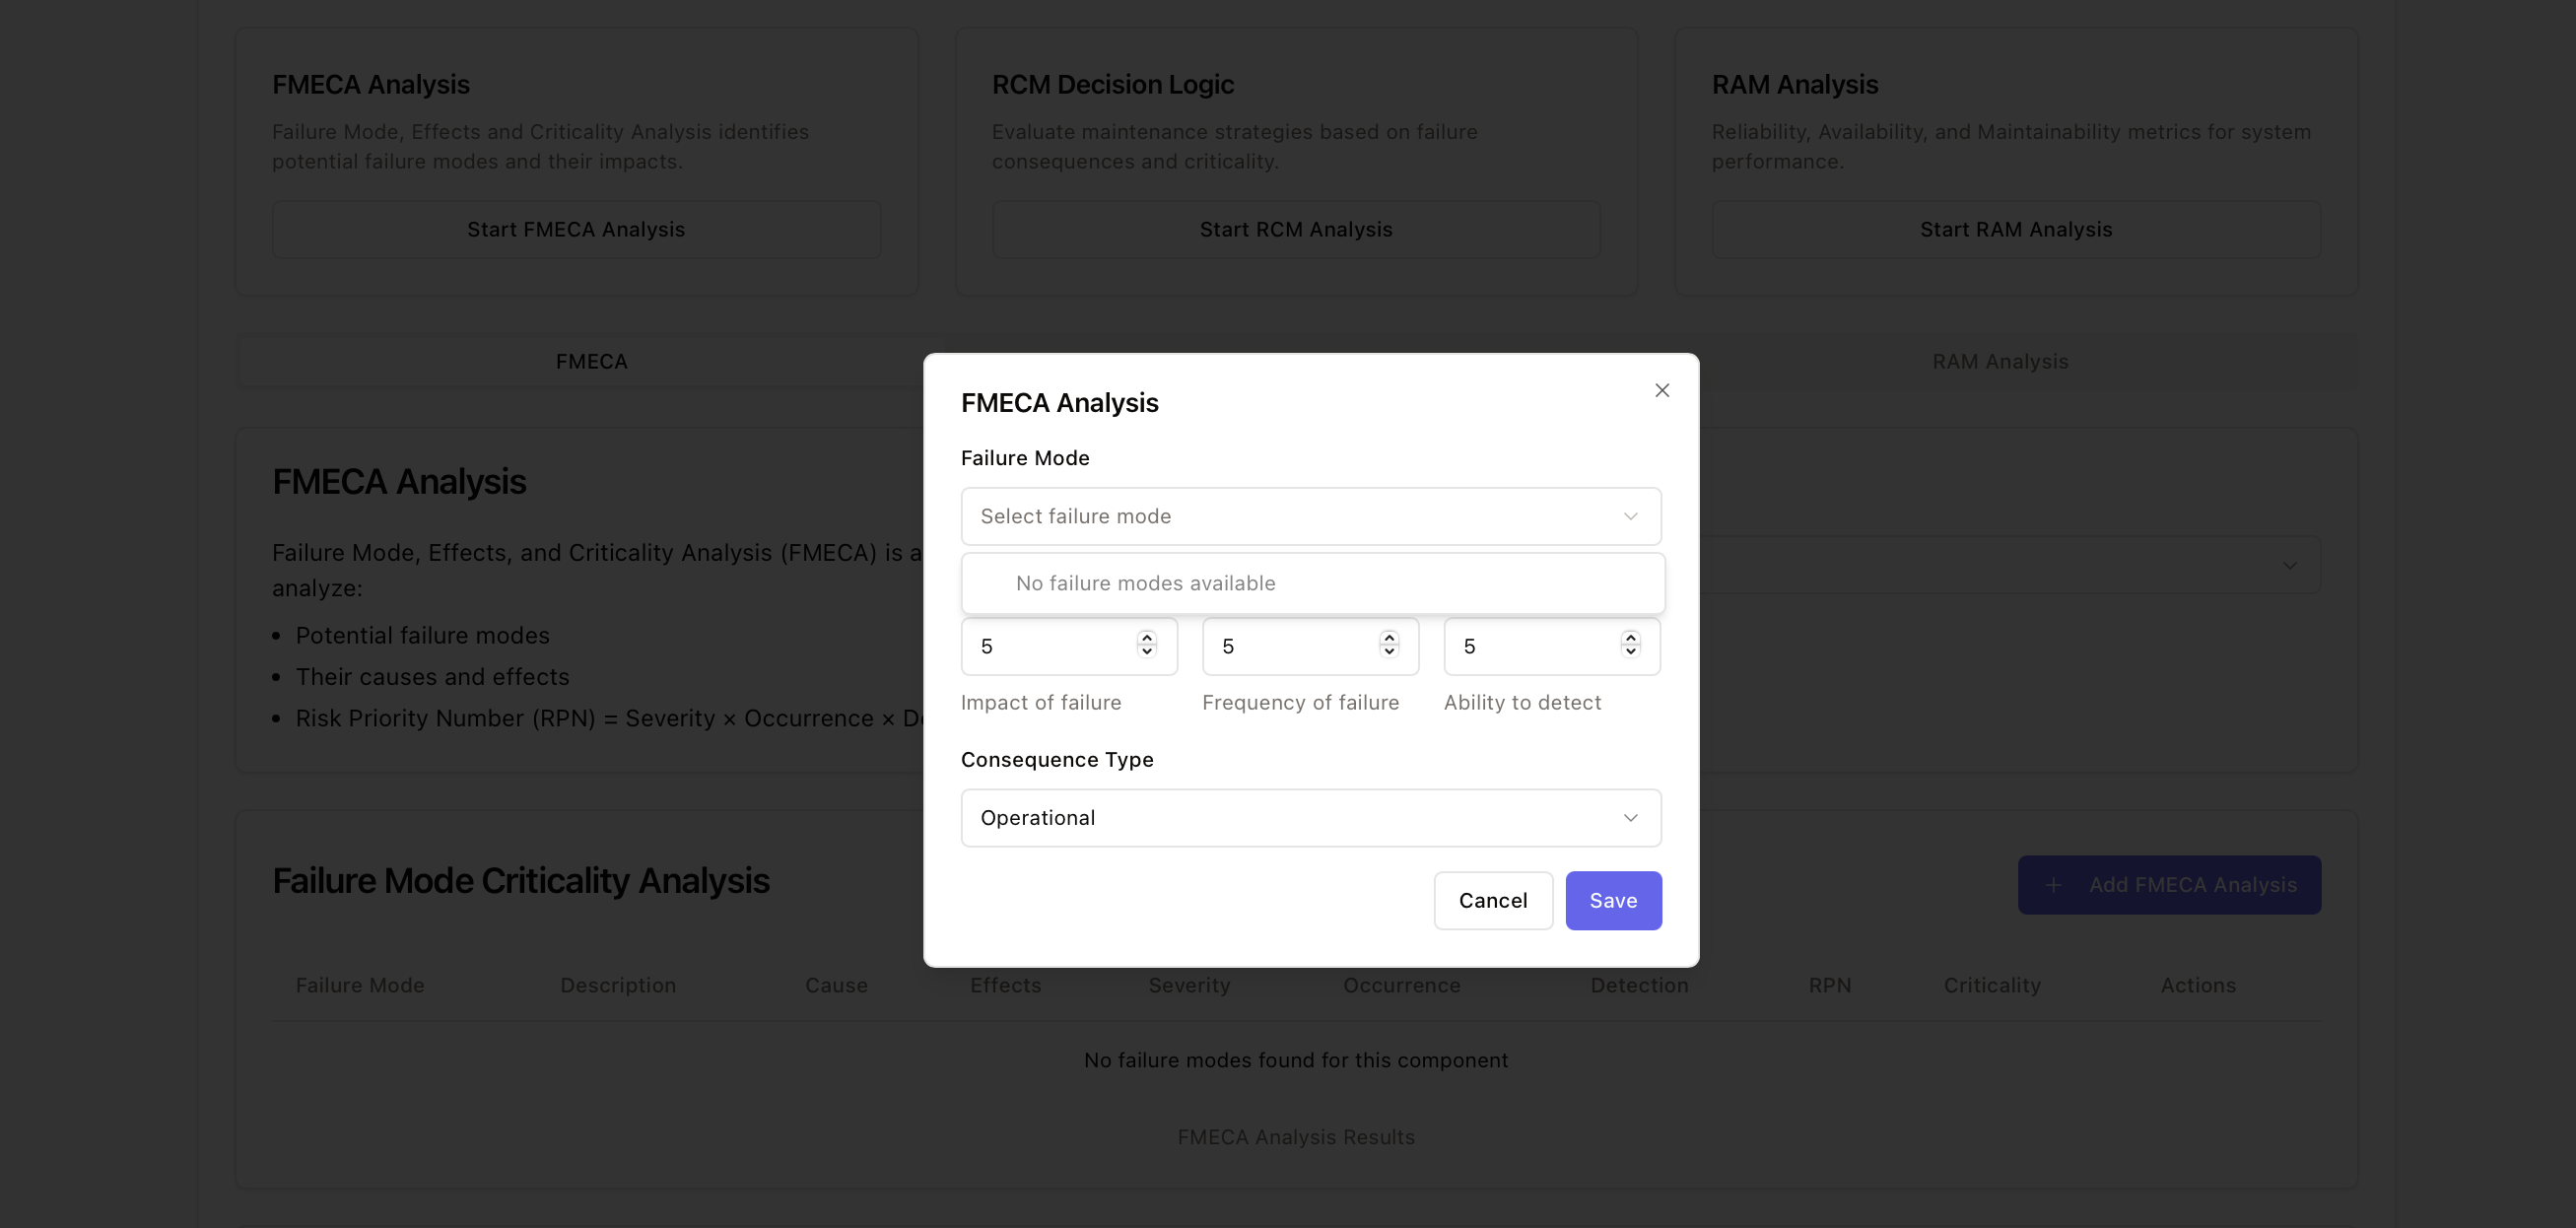 FMECA Analysis
Failure Mode, Effects and Criticality Analysis identifies
potential failure modes and their impacts.
Start FMECA Analysis
RCM Decision Logic
Evaluate maintenance strategies based on failure
consequences and criticality.
Start RCM Analysis
RAM Analysis
Reliability, Availability, and Maintainability metrics for system
performance.
Start RAM Analysis
FMECA
RAM Analysis
FMECA Analysis
Failure Mode, Effects, and Criticality Analysis (FMECA) is a
analyze:
• Potential failure modes
• Their causes and effects
• Risk Priority Number (RPN) = Severity × Occurrence ×
FMECA Analysis
Failure Mode
Select failure mode
No failure modes available
5 5 5
Impact of failure Frequency of failure Ability to detect
Consequence Type
Operational
Cancel Save
Failure Mode Criticality Analysis
+ Add FMECA Analysis
Failure Mode Description Cause Effects Severity Occurrence Detection RPN Criticality Actions
No failure modes found for this component
FMECA Analysis Results